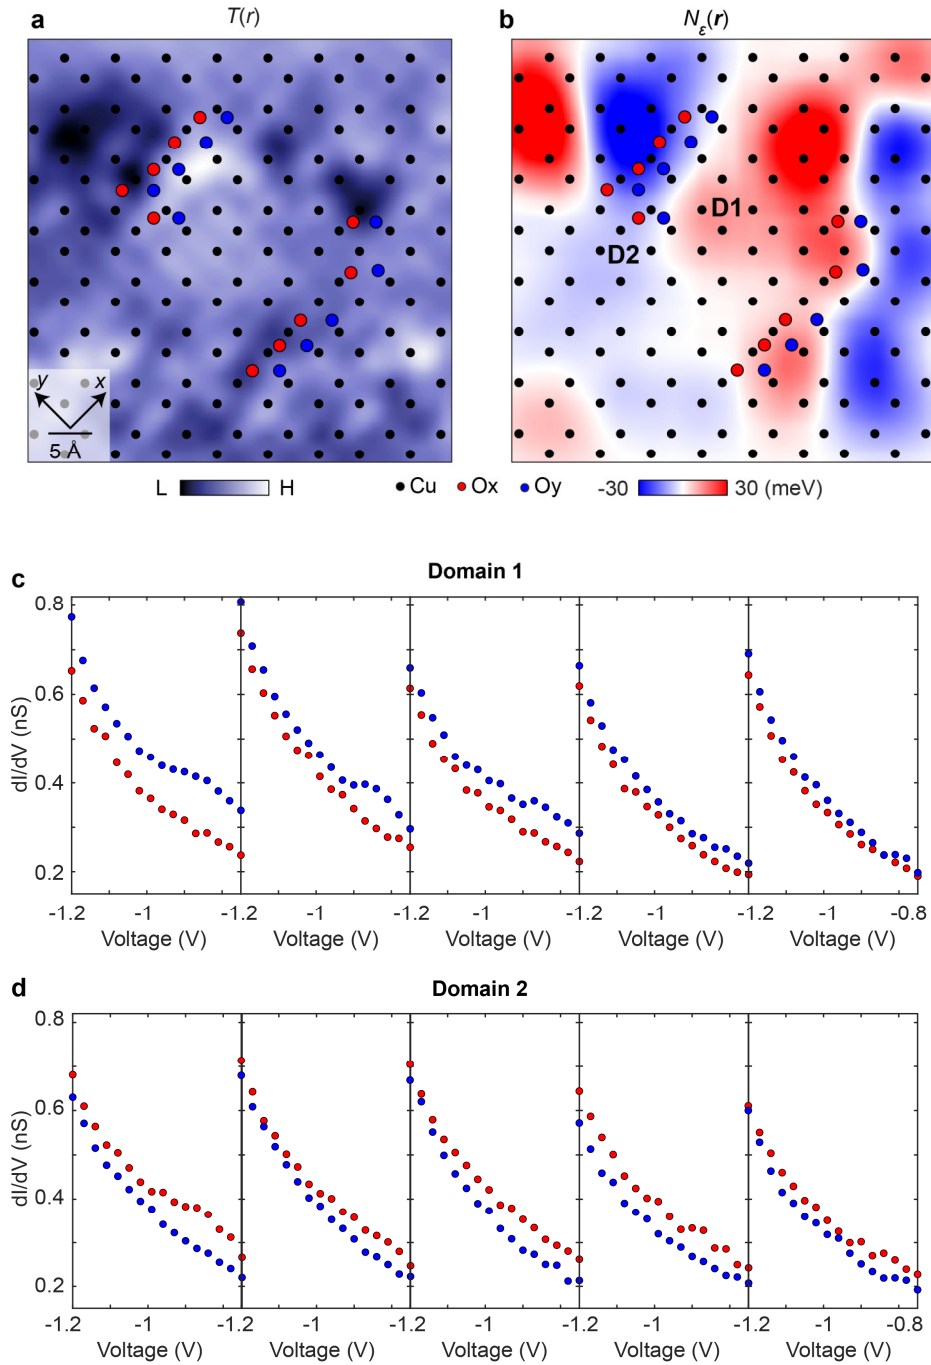 a T(r)
b Nε(r)
D1
D2
y x
5 Å
L H
Cu Ox Oy
-30 30 (meV)
c Domain 1
0.8
0.6
0.4
0.2
dI/dV (nS)
-1.2 -1 -1.2 -1 -1.2 -1 -1.2 -1 -1.2 -1 -0.8
Voltage (V) Voltage (V) Voltage (V) Voltage (V) Voltage (V)
d Domain 2
0.8
0.6
0.4
0.2
dI/dV (nS)
-1.2 -1 -1.2 -1 -1.2 -1 -1.2 -1 -1.2 -1 -0.8
Voltage (V) Voltage (V) Voltage (V) Voltage (V) Voltage (V)